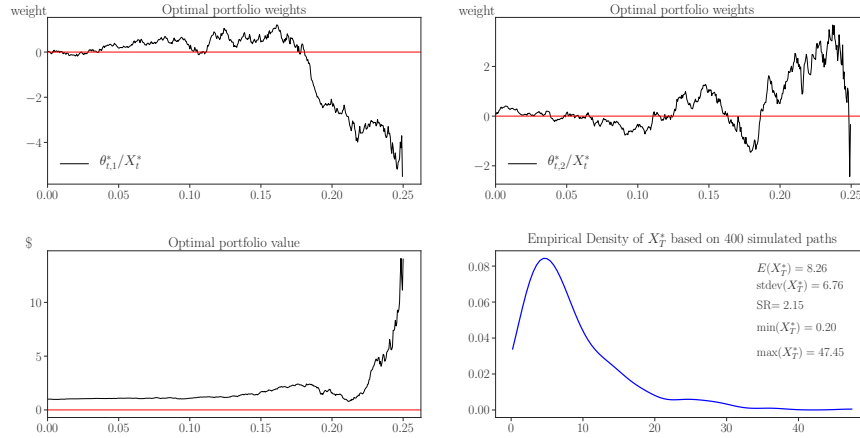 weight
Optimal portfolio weights
0
−2
−4
θ*t,1/X*t
0.00 0.05 0.10 0.15 0.20 0.25
weight
Optimal portfolio weights
2
0
−2
θ*t,2/X*t
0.00 0.05 0.10 0.15 0.20 0.25
$
Optimal portfolio value
10
5
0
0.00 0.05 0.10 0.15 0.20 0.25
Empirical Density of X*T based on 400 simulated paths
0.08
0.06
0.04
0.02
0.00
E(X*T) = 8.26
stdev(X*T) = 6.76
SR= 2.15
min(X*T) = 0.20
max(X*T) = 47.45
0 10 20 30 40